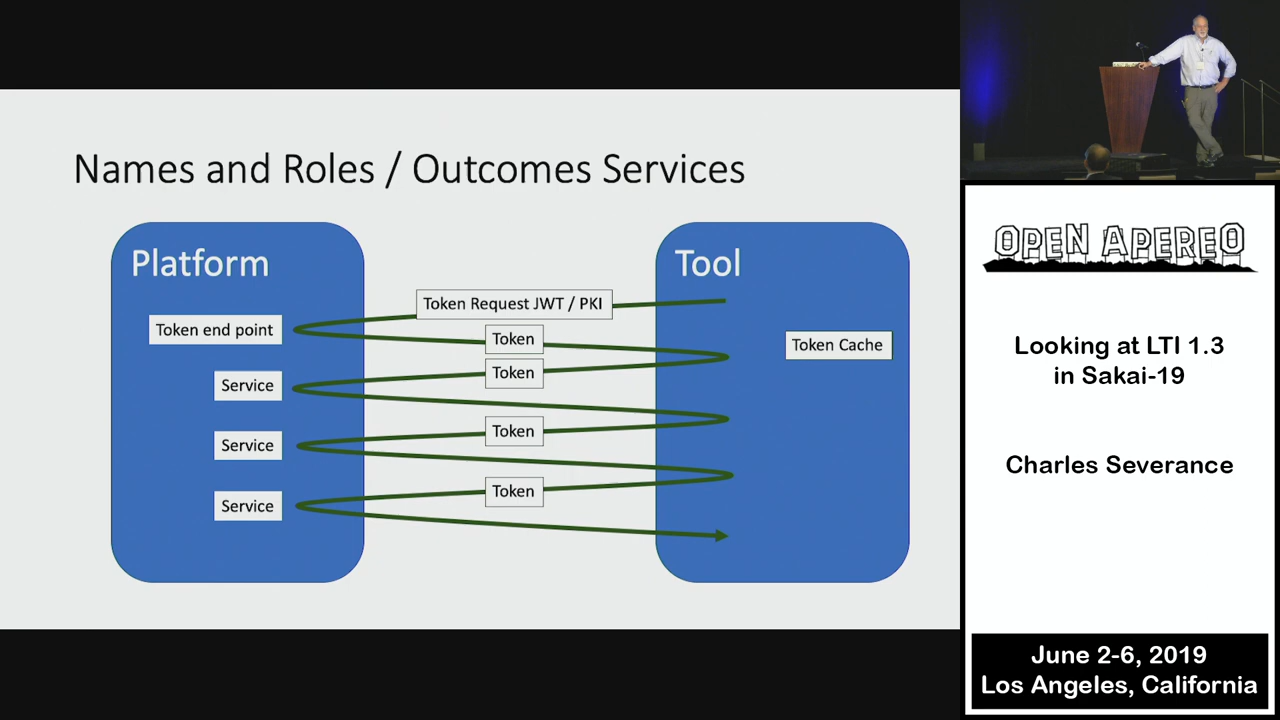 Names and Roles / Outcomes Services
Platform
Tool
Token Request JWT / PKI
Token end point
Token
Token Cache
Token
Service
Token
Service
Token
Service
OPEN APEREO
Looking at LTI 1.3
in Sakai-19
Charles Severance
June 2-6, 2019
Los Angeles, California